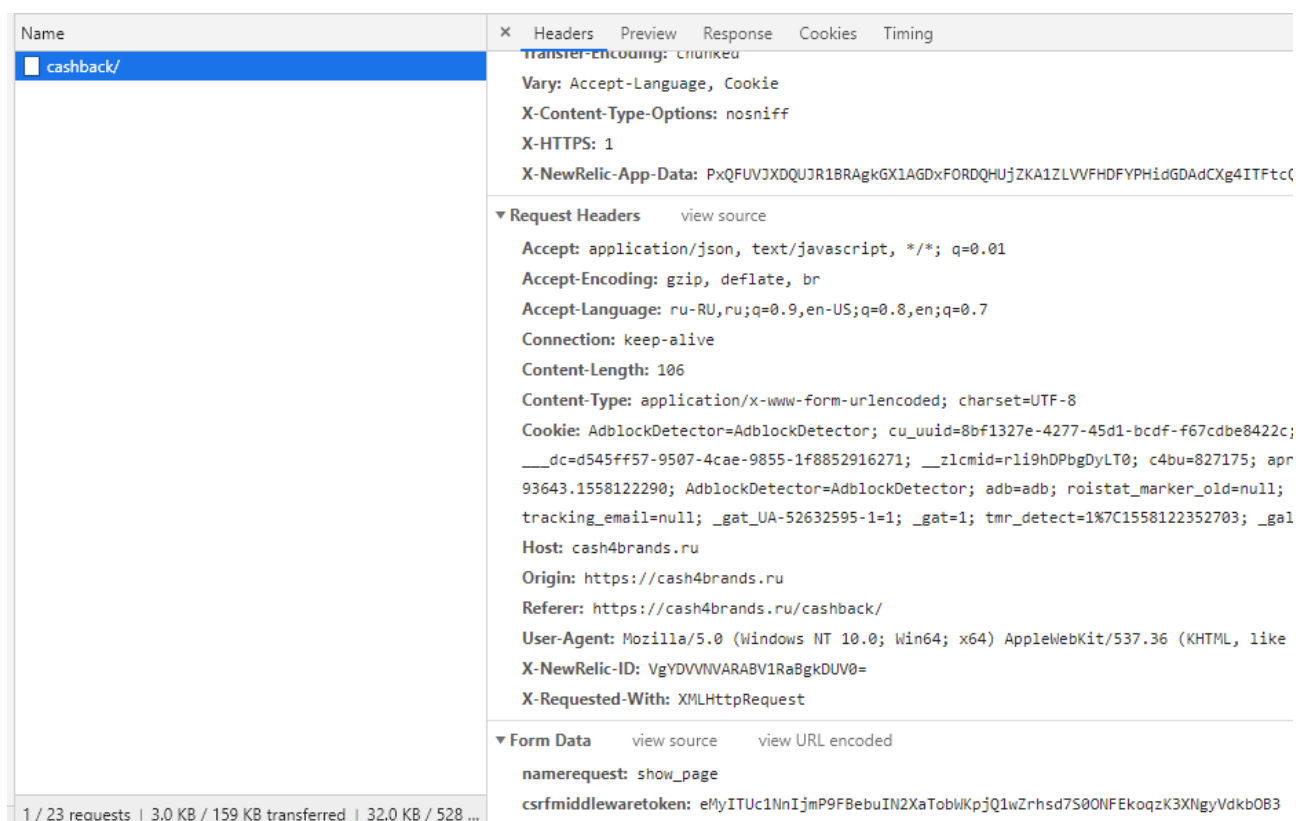 Name
× Headers Preview Response Cookies Timing
Transfer-Encoding: chunked
cashback/
Vary: Accept-Language, Cookie
X-Content-Type-Options: nosniff
X-HTTPS: 1
X-NewRelic-App-Data: PxQFUVJXDQUJR1BRAgkGXlAGDxFORDQHUjZKA1ZLVVFHDFYPHidGDAdCXg4ITFtcQ
▼ Request Headers view source
Accept: application/json, text/javascript, */*; q=0.01
Accept-Encoding: gzip, deflate, br
Accept-Language: ru-RU,ru;q=0.9,en-US;q=0.8,en;q=0.7
Connection: keep-alive
Content-Length: 106
Content-Type: application/x-www-form-urlencoded; charset=UTF-8
Cookie: AdblockDetector=AdblockDetector; cu_uuid=8bf1327e-4277-45d1-bcdf-f67cdbe8422c;
___dc=d545ff57-9507-4cae-9855-1f8852916271; __zlcmid=rli9hDPbgDyLT0; c4bu=827175; apr
93643.1558122290; AdblockDetector=AdblockDetector; adb=adb; roistat_marker_old=null;
tracking_email=null; _gat_UA-52632595-1=1; _gat=1; tmr_detect=1%7C1558122352703; _gal
Host: cash4brands.ru
Origin: https://cash4brands.ru
Referer: https://cash4brands.ru/cashback/
User-Agent: Mozilla/5.0 (Windows NT 10.0; Win64; x64) AppleWebKit/537.36 (KHTML, like
X-NewRelic-ID: VgYDVVNVARABV1RaBgkDUV0=
X-Requested-With: XMLHttpRequest
▼ Form Data view source view URL encoded
namerequest: show_page
csrfmiddlewaretoken: eMyITUc1NnIjmP9FBebuIN2XaTobWKpjQ1wZrhsd7S0ONFEkoqzK3XNgyVdkbOB3
1 / 23 requests | 3.0 KB / 159 KB transferred | 32.0 KB / 528 ...